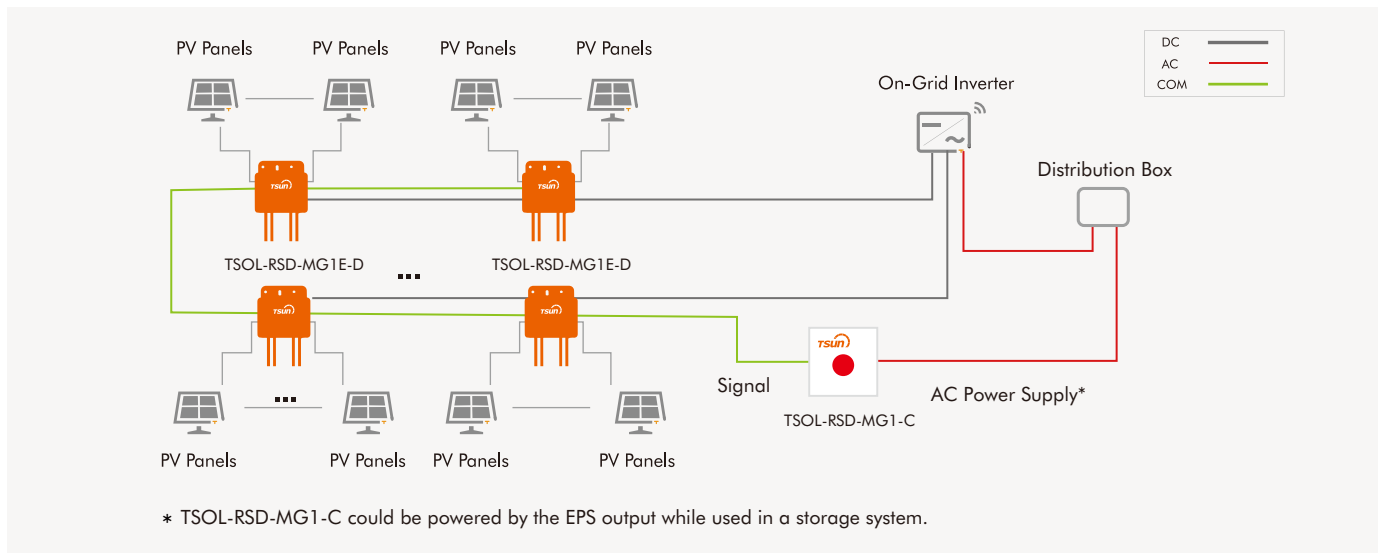 PV Panels PV Panels PV Panels PV Panels
DC
AC
COM
On-Grid Inverter
Distribution Box
TSUN TSUN
TSOL-RSD-MG1E-D TSOL-RSD-MG1E-D
...
TSUN TSUN
TSUN
Signal
AC Power Supply*
TSOL-RSD-MG1-C
...
PV Panels PV Panels PV Panels PV Panels
* TSOL-RSD-MG1-C could be powered by the EPS output while used in a storage system.